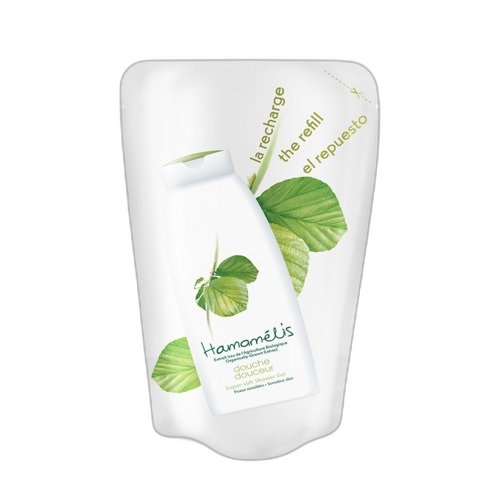 la recharge
the refill
el repuesto
Hamamélis
Extrait issu de l'Agriculture Biologique
Organically-Grown Extract
douche
douceur
Super-soft Shower Gel
Peaux sensibles - Sensitive skin